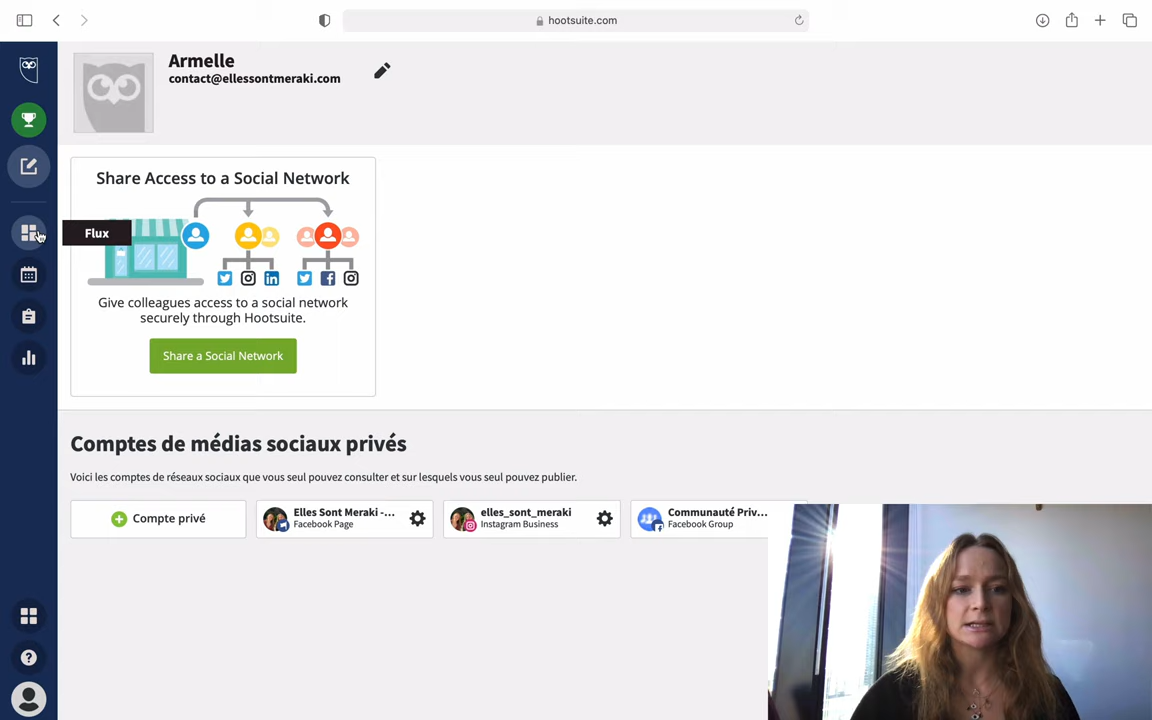 hootsuite.com
Armelle
contact@ellessontmeraki.com
Share Access to a Social Network
Flux
Give colleagues access to a social network
securely through Hootsuite.
Share a Social Network
Comptes de médias sociaux privés
Voici les comptes de réseaux sociaux que vous seul pouvez consulter et sur lesquels vous seul pouvez publier.
Compte privé
Elles Sont Meraki -...
Facebook Page
elles_sont_meraki
Instagram Business
Communauté Priv...
Facebook Group